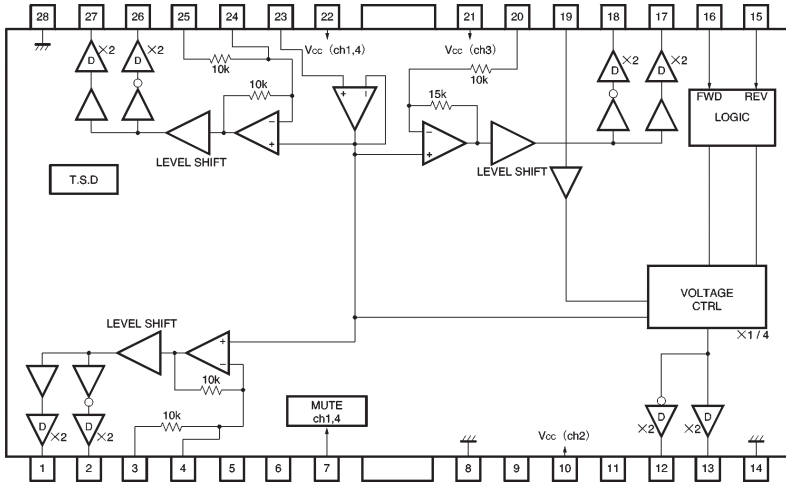 28 27 26 25 24 23 22 21 20 19 18 17 16 15
×2 ×2 ×2 ×2
D D D D
Vcc (ch1,4) Vcc (ch3)
10k 10k
10k 15k
FWD REV
LOGIC
+ −
− −
+ +
LEVEL SHIFT LEVEL SHIFT
T.S.D
VOLTAGE
CTRL
×1 / 4
LEVEL SHIFT
+
−
10k
10k
MUTE
ch1,4
D D D D
×2 ×2 ×2 ×2
Vcc (ch2)
1 2 3 4 5 6 7 8 9 10 11 12 13 14